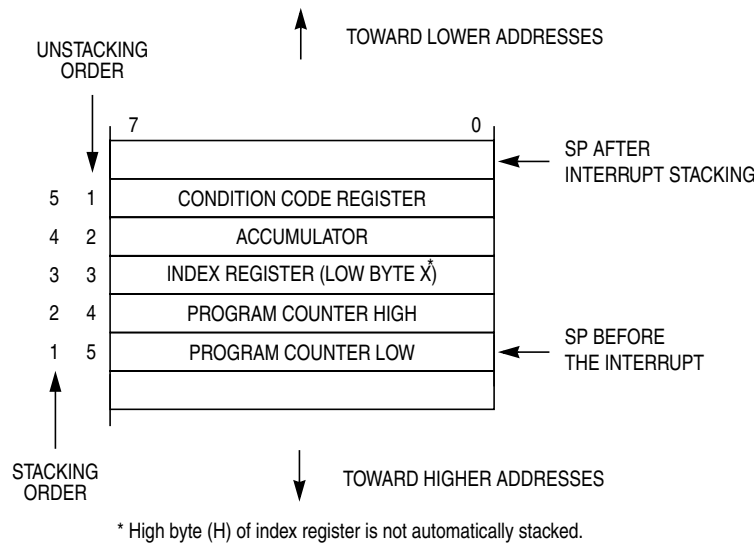 TOWARD LOWER ADDRESSES
UNSTACKING
ORDER
7 0
SP AFTER
INTERRUPT STACKING
5 1 CONDITION CODE REGISTER
4 2 ACCUMULATOR
3 3 INDEX REGISTER (LOW BYTE X)*
2 4 PROGRAM COUNTER HIGH
1 5 PROGRAM COUNTER LOW
SP BEFORE
THE INTERRUPT
STACKING
ORDER
TOWARD HIGHER ADDRESSES
* High byte (H) of index register is not automatically stacked.